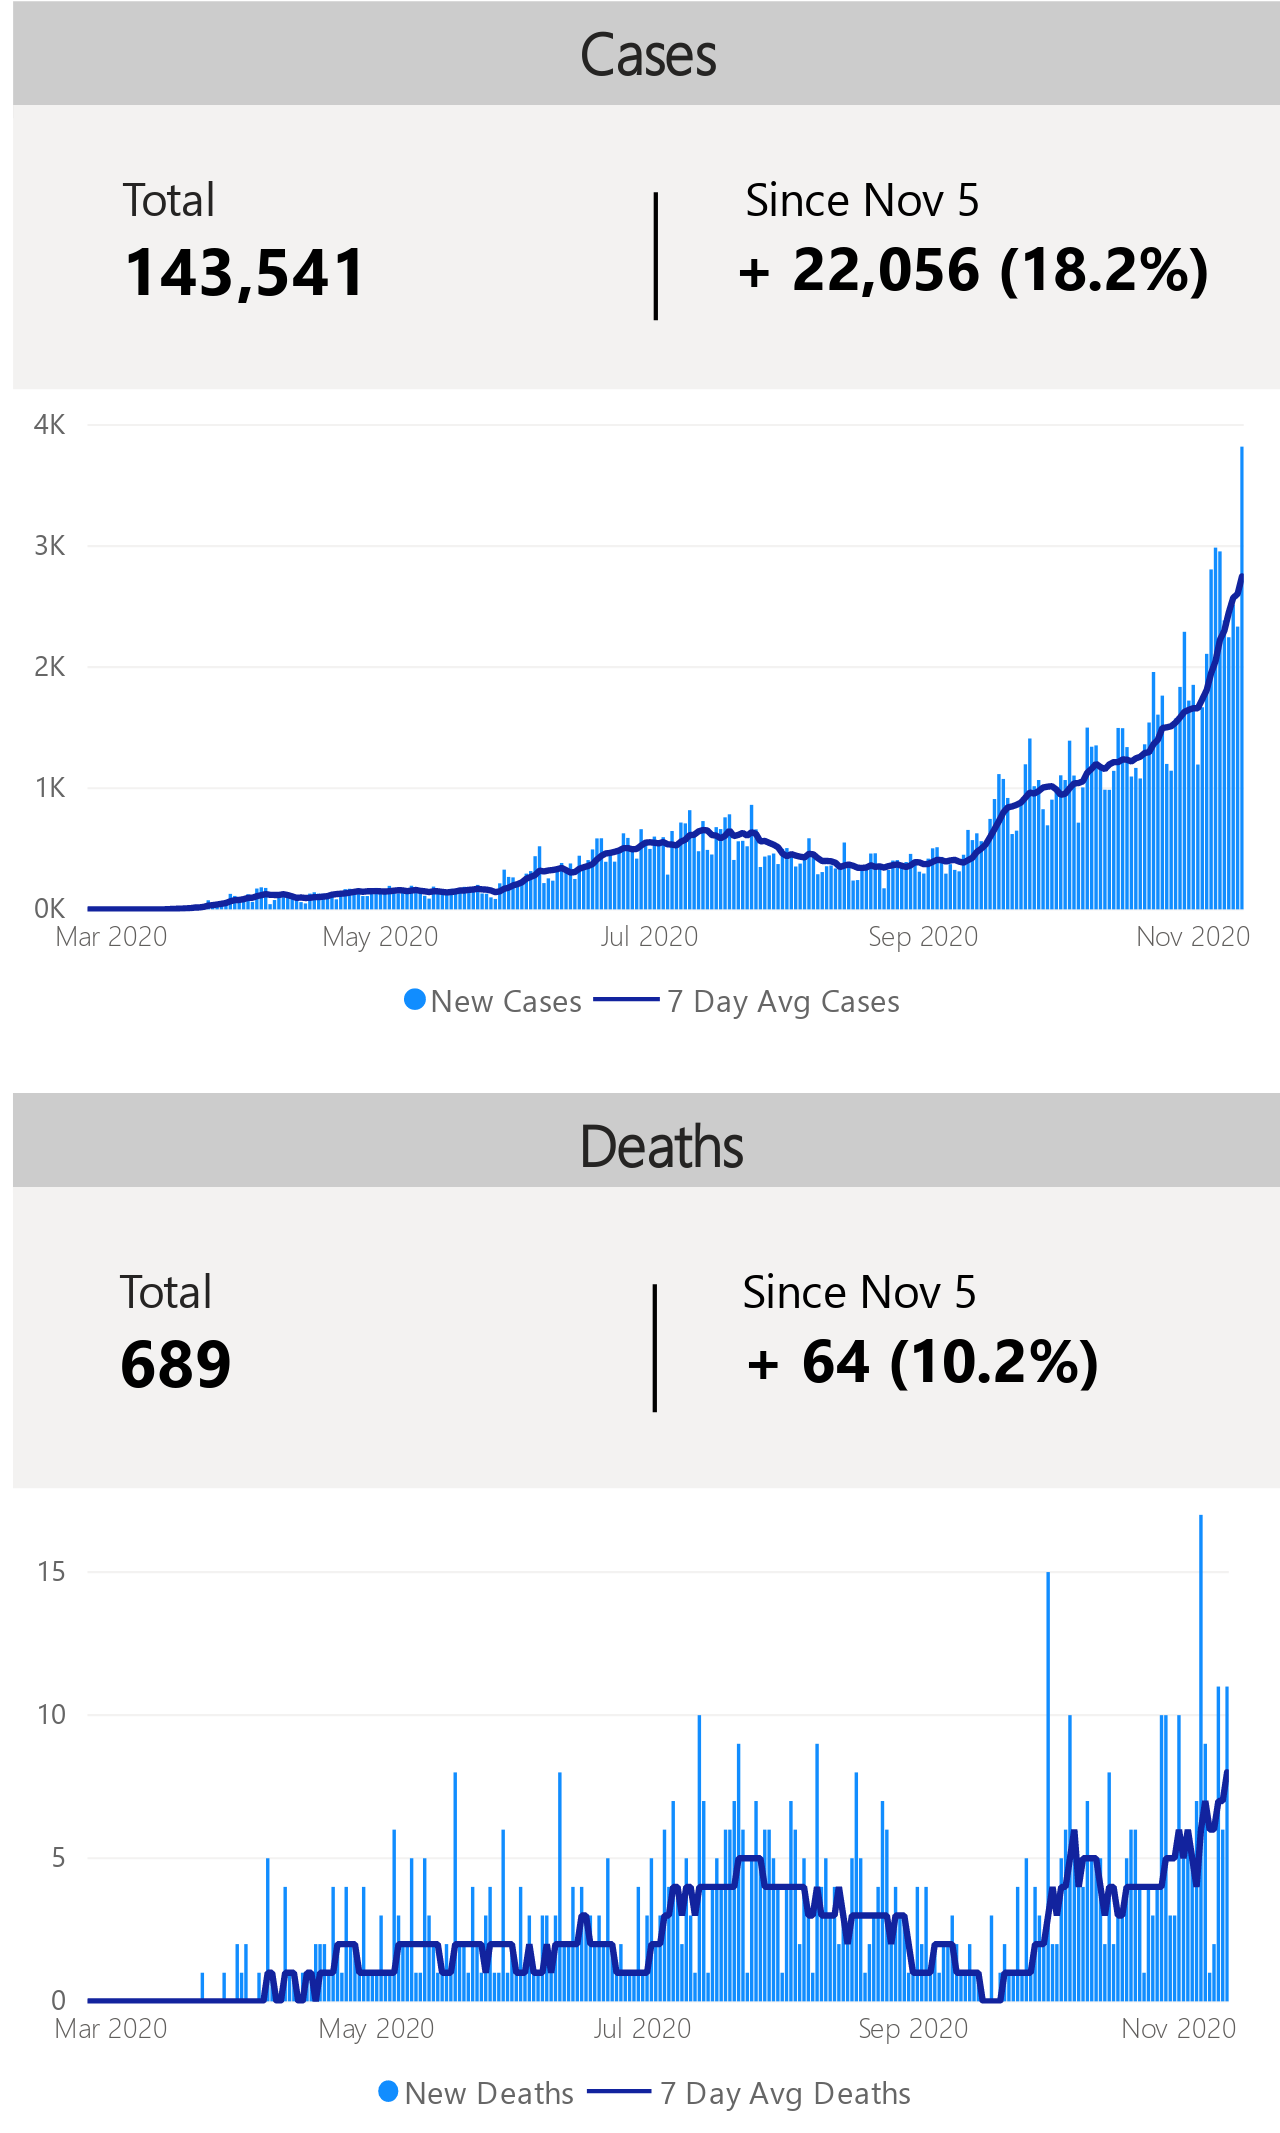 Cases
Total
143,541
Since Nov 5
+ 22,056 (18.2%)
4K
3K
2K
1K
0K
Mar 2020 May 2020 Jul 2020 Sep 2020 Nov 2020
New Cases 7 Day Avg Cases
Deaths
Total
689
Since Nov 5
+ 64 (10.2%)
15
10
5
0
Mar 2020 May 2020 Jul 2020 Sep 2020 Nov 2020
New Deaths 7 Day Avg Deaths